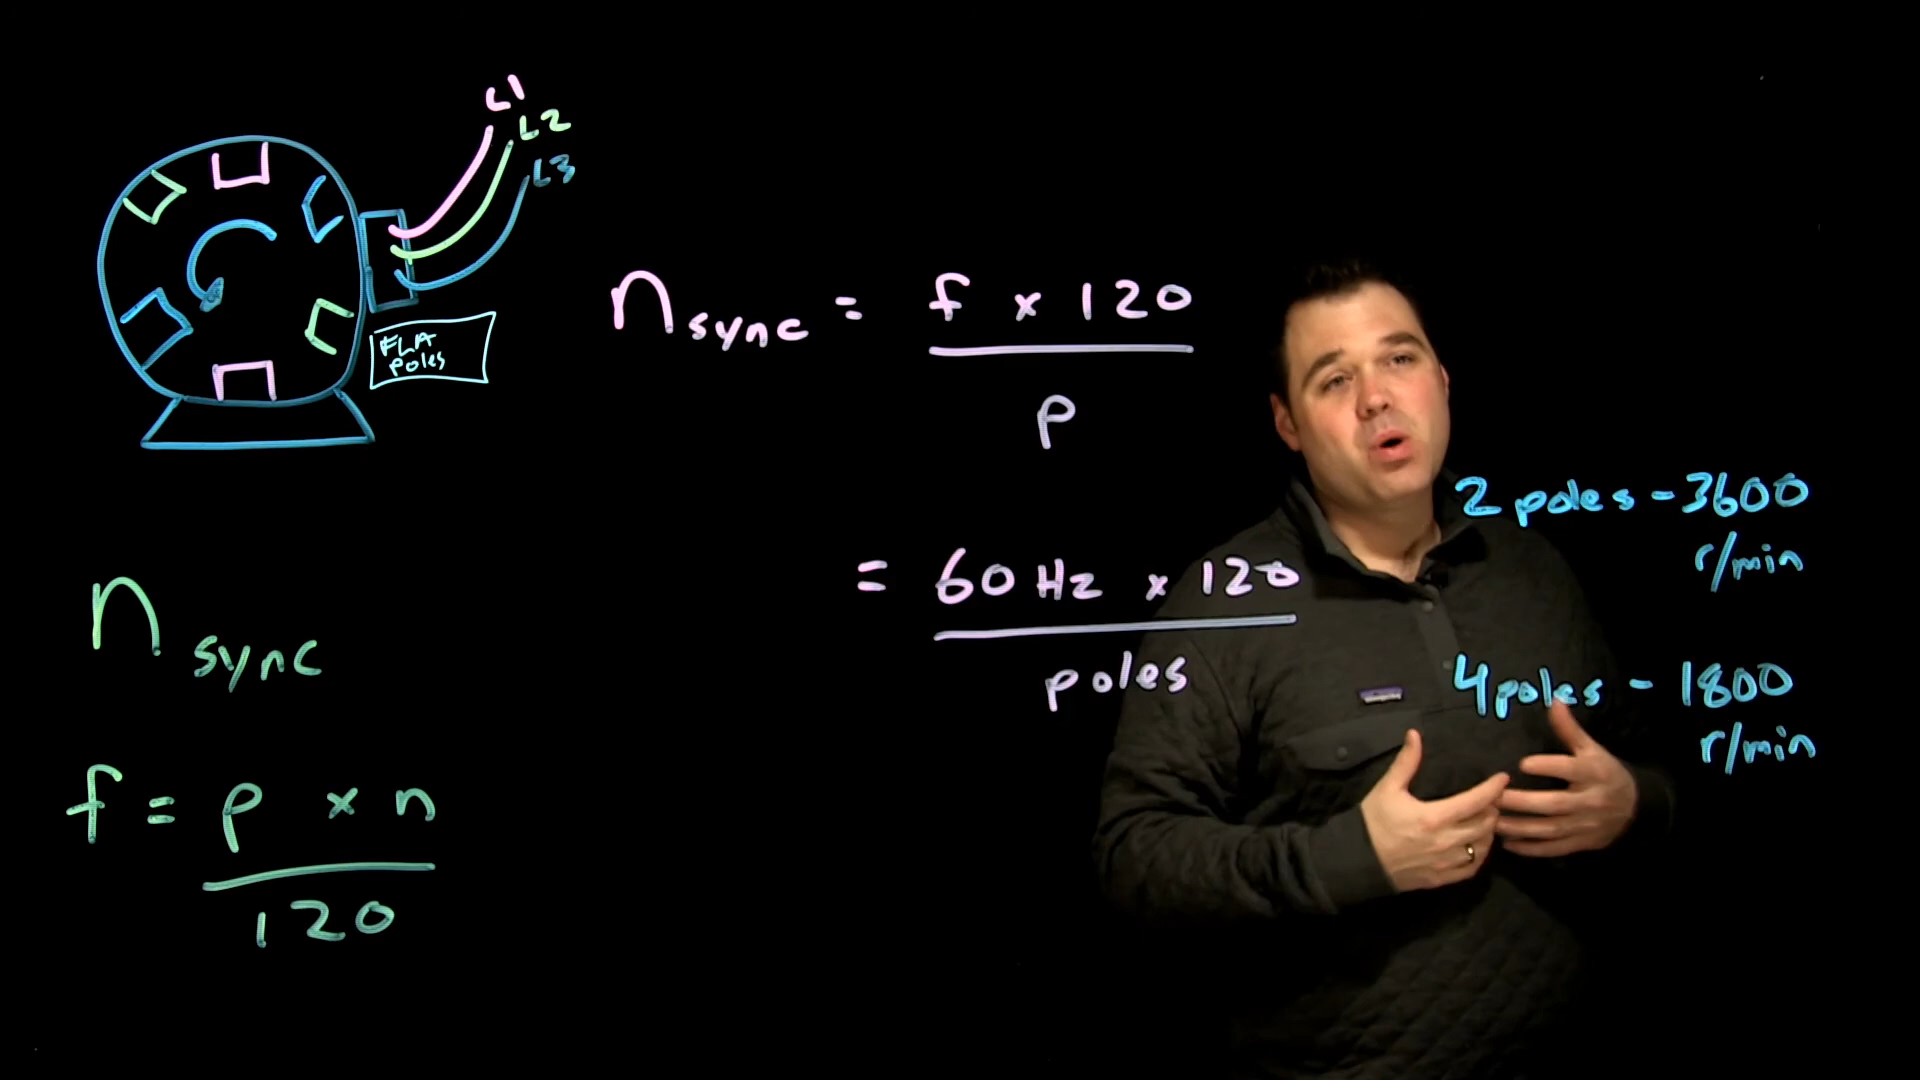 L1
L2
L3
FLA
Poles
nsync = f x 120
P
= 60 Hz x 120
poles
2 poles - 3600
r/min
4 poles - 1800
r/min
n sync
f = p x n
120